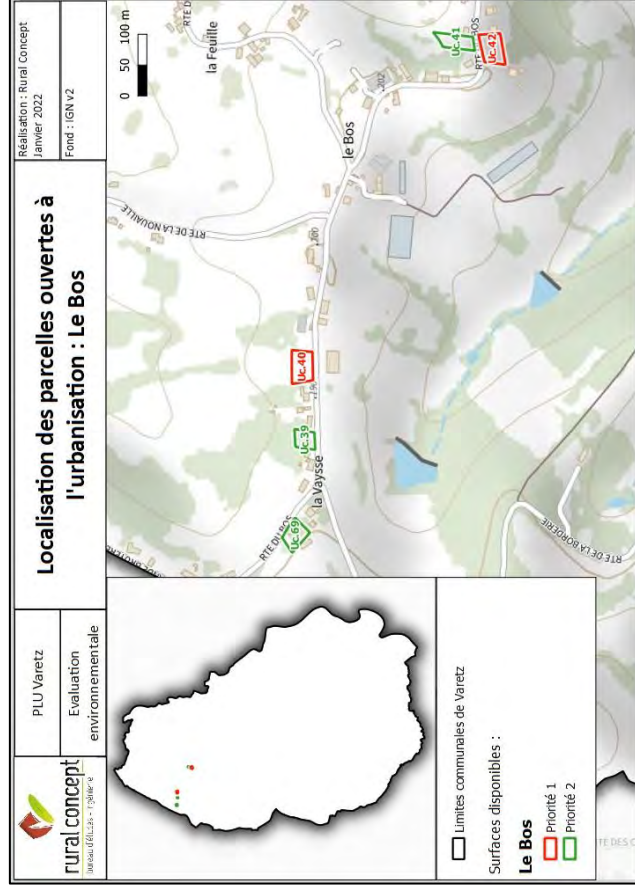 rural concept
bureau d'études - ingénierie
PLU Varetz
Evaluation
environnementale
Localisation des parcelles ouvertes à
l'urbanisation : Le Bos
Réalisation : Rural Concept
Janvier 2022
Fond : IGN v2
0 50 100 m
Limites communales de Varetz
Surfaces disponibles :
Le Bos
Priorité 1
Priorité 2
RTE DU BOS
Uc.69
la Vaysse
Uc.39
Uc.40
RTE DE LA NOUAILLE
200
le Bos
202
la Feuille
RTE D
Uc.41
Uc.42
RTE DE LA BORDERIE